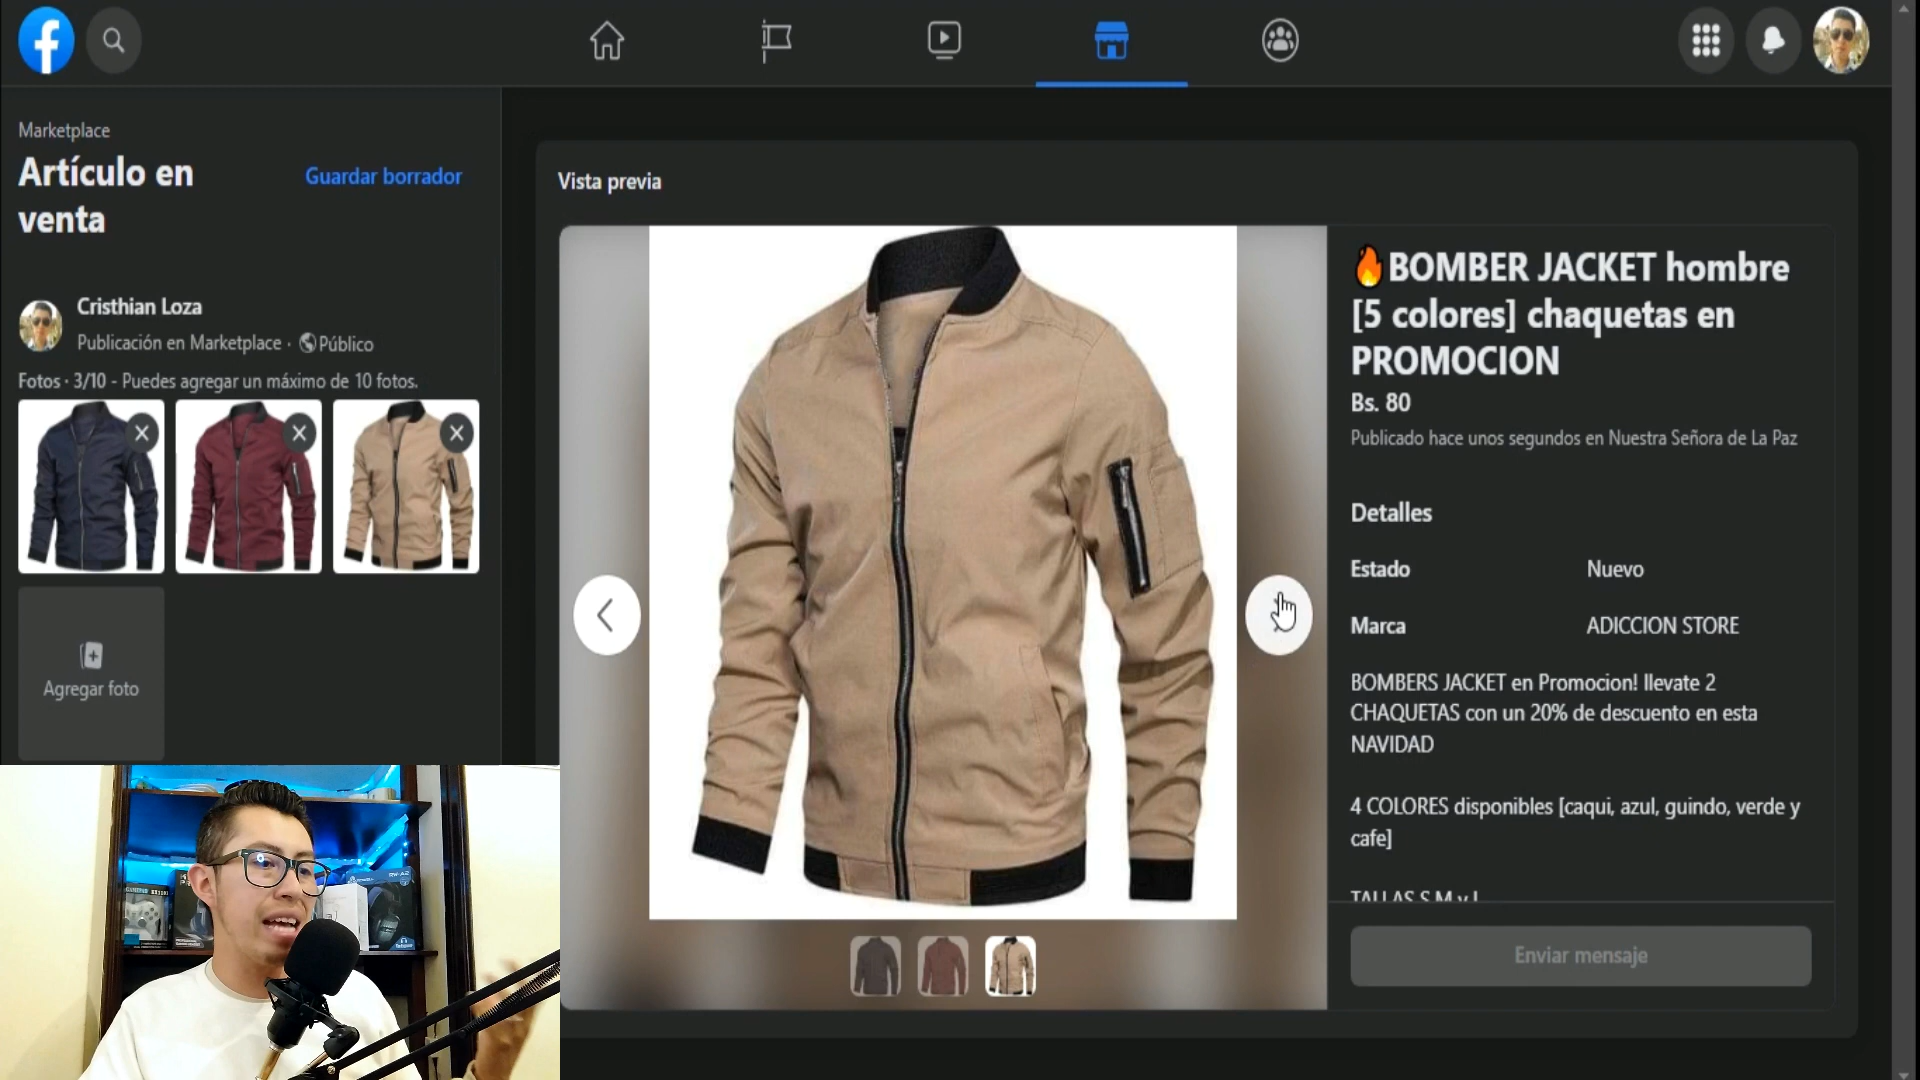 Marketplace
Artículo en
venta
Guardar borrador
Cristhian Loza
Publicación en Marketplace · Público
Fotos · 3/10 - Puedes agregar un máximo de 10 fotos.
Agregar foto
Vista previa
🔥BOMBER JACKET hombre
[5 colores] chaquetas en
PROMOCION
Bs. 80
Publicado hace unos segundos en Nuestra Señora de La Paz
Detalles
Estado Nuevo
Marca ADICCION STORE
BOMBERS JACKET en Promocion! llevate 2
CHAQUETAS con un 20% de descuento en esta
NAVIDAD
4 COLORES disponibles [caqui, azul, guindo, verde y
cafe]
TALLAS S M y L
Enviar mensaje